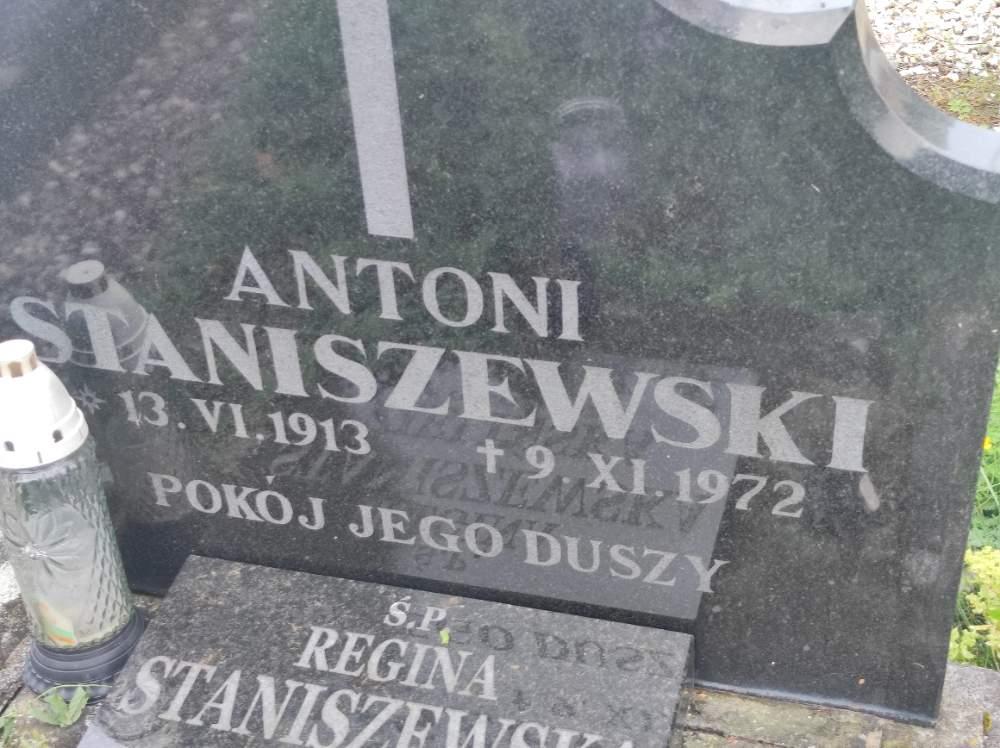 ANTONI
STANISZEWSKI
* 13. VI. 1913 † 9. XI. 1972
POKÓJ JEGO DUSZY
Ś.P.
REGINA
STANISZEWSKA